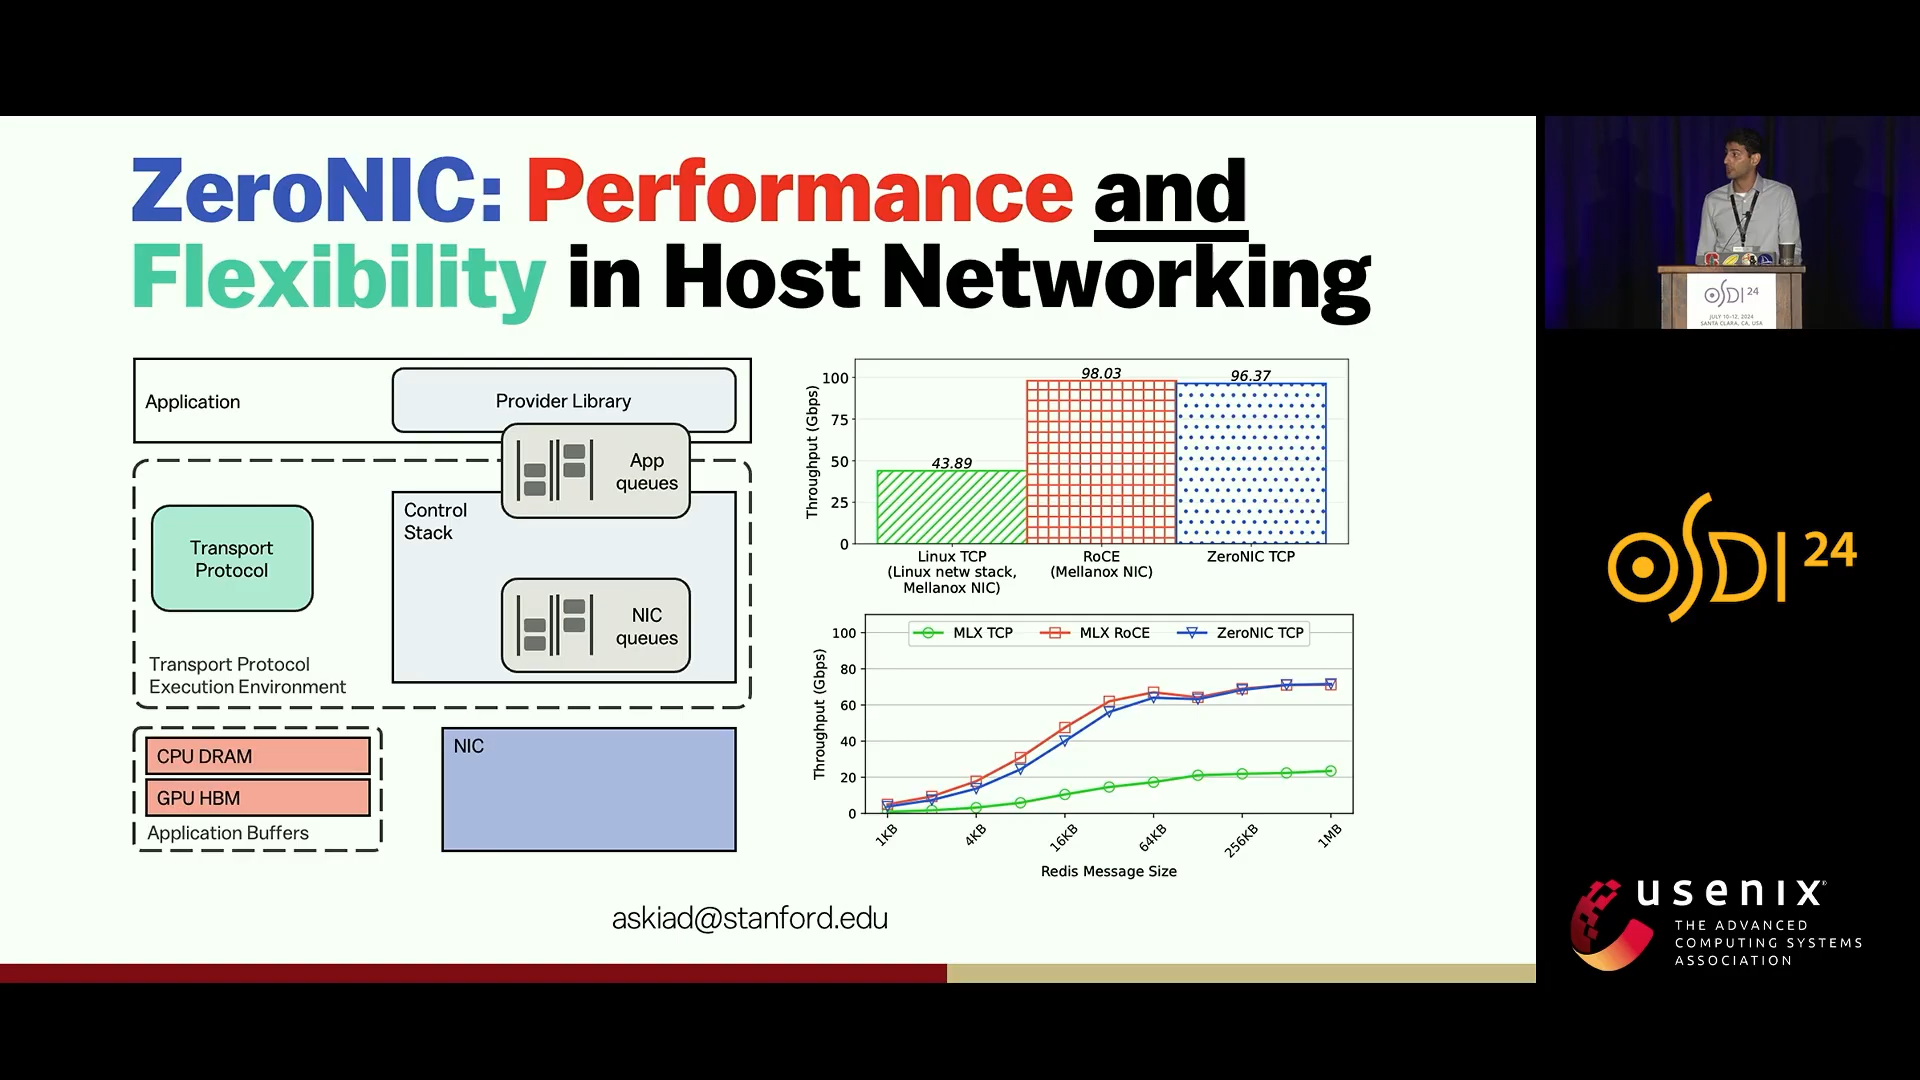 ZeroNIC: Performance and
Flexibility in Host Networking
Application
Provider Library
App
queues
Control
Stack
Transport
Protocol
NIC
queues
Transport Protocol
Execution Environment
CPU DRAM
GPU HBM
Application Buffers
NIC
Throughput (Gbps)
100
75
50
25
0
43.89
98.03
96.37
Linux TCP
(Linux netw stack,
Mellanox NIC)
RoCE
(Mellanox NIC)
ZeroNIC TCP
Throughput (Gbps)
100
80
60
40
20
0
MLX TCP
MLX RoCE
ZeroNIC TCP
1KB
4KB
16KB
64KB
256KB
1MB
Redis Message Size
askiad@stanford.edu
OSDI 24
JULY 10–12, 2024
SANTA CLARA, CA, USA
OSDI 24
usenix®
THE ADVANCED
COMPUTING SYSTEMS
ASSOCIATION